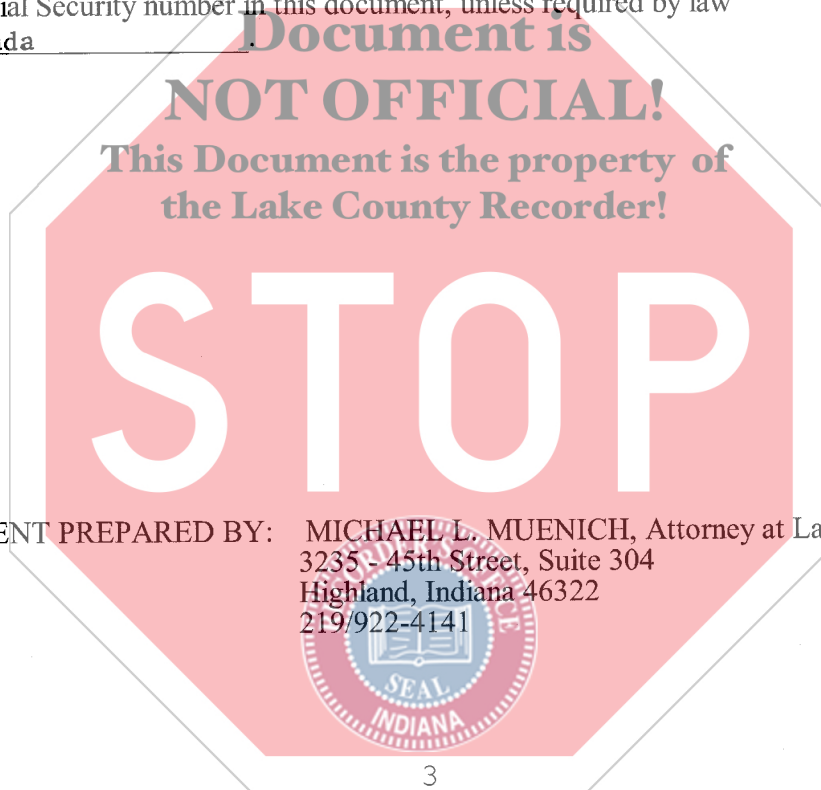 ial Security number in this document, unless required by law
da .
Document is
NOT OFFICIAL!
This Document is the property of
the Lake County Recorder!
STOP
ENT PREPARED BY: MICHAEL L. MUENICH, Attorney at La
3235 - 45th Street, Suite 304
Highland, Indiana 46322
219/922-4141
SEAL
INDIANA
3